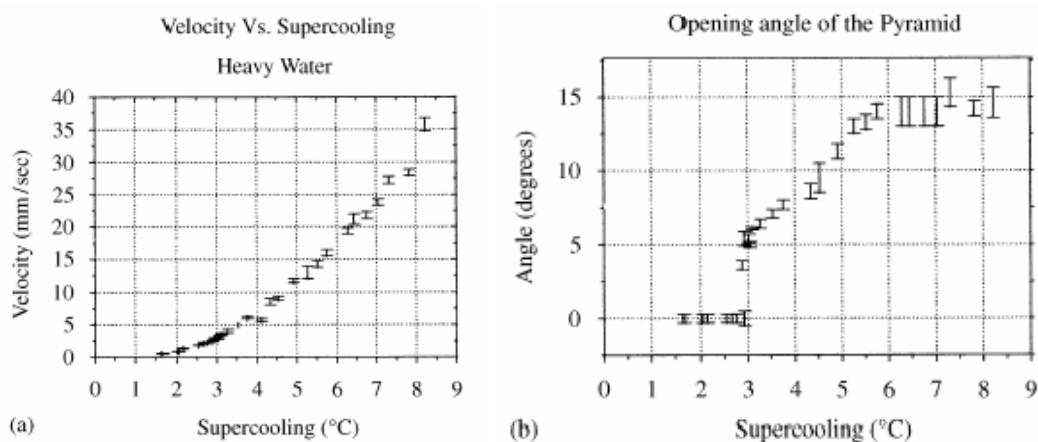 Velocity Vs. Supercooling
Heavy Water
40
35
30
25
20
15
10
5
0
Velocity (mm/sec)
0 1 2 3 4 5 6 7 8 9
(a)
Supercooling (°C)
Opening angle of the Pyramid
15
10
5
0
Angle (degrees)
0 1 2 3 4 5 6 7 8 9
(b)
Supercooling (°C)